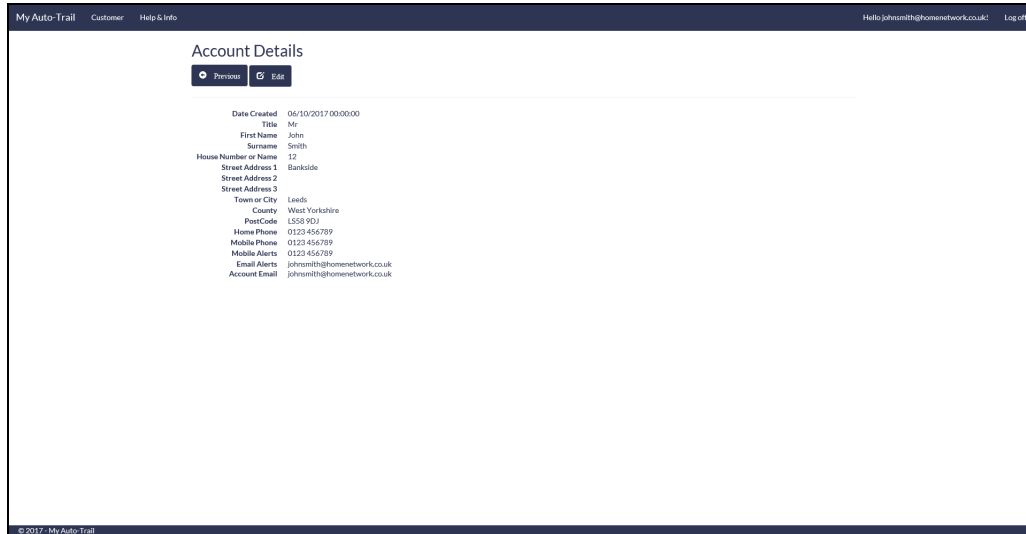 My Auto-Trail Customer Help & Info Hello johnsmith@homenetwork.co.uk! Log off
Account Details
Previous Edit
Date Created 06/10/2017 00:00:00
Title Mr
First Name John
Surname Smith
House Number or Name 12
Street Address 1 Bankside
Street Address 2
Street Address 3
Town or City Leeds
County West Yorkshire
PostCode LS58 9DJ
Home Phone 0123 456789
Mobile Phone 0123 456789
Mobile Alerts 0123 456789
Email Alerts johnsmith@homenetwork.co.uk
Account Email johnsmith@homenetwork.co.uk
© 2017 - My Auto-Trail